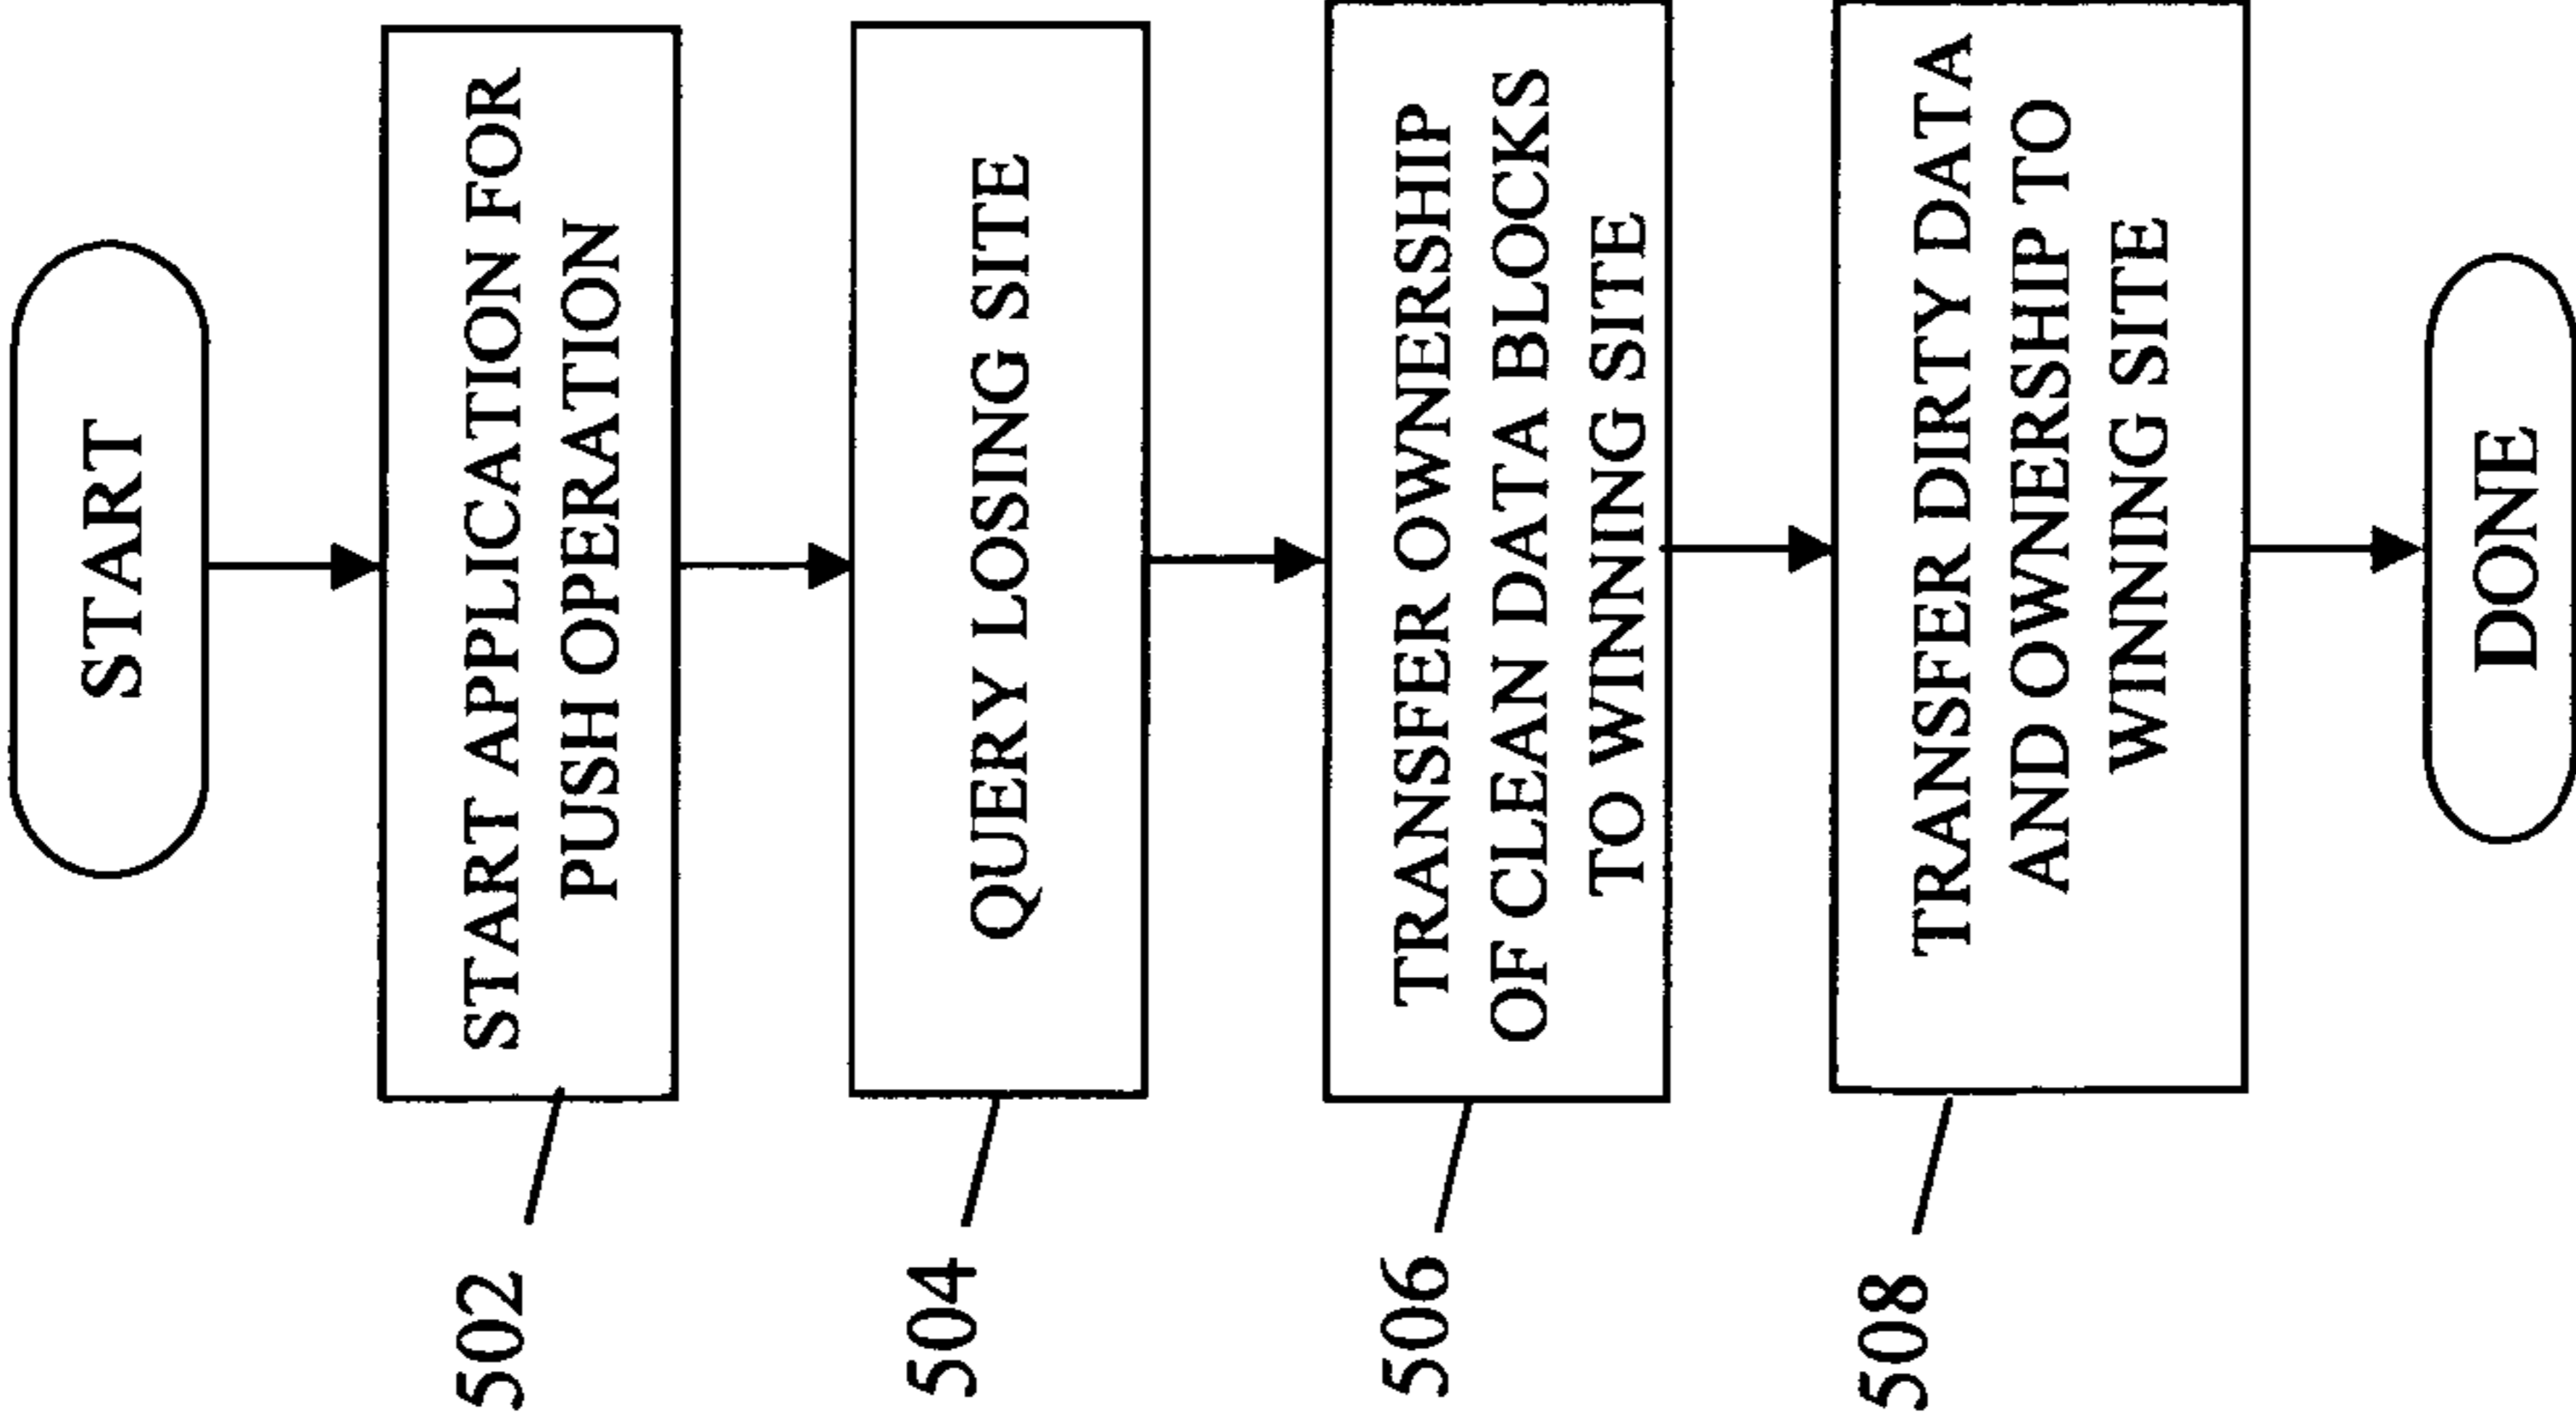 START
START APPLICATION FOR
PUSH OPERATION
502
QUERY LOSING SITE
504
TRANSFER OWNERSHIP
OF CLEAN DATA BLOCKS
TO WINNING SITE
506
TRANSFER DIRTY DATA
AND OWNERSHIP TO
WINNING SITE
508
DONE